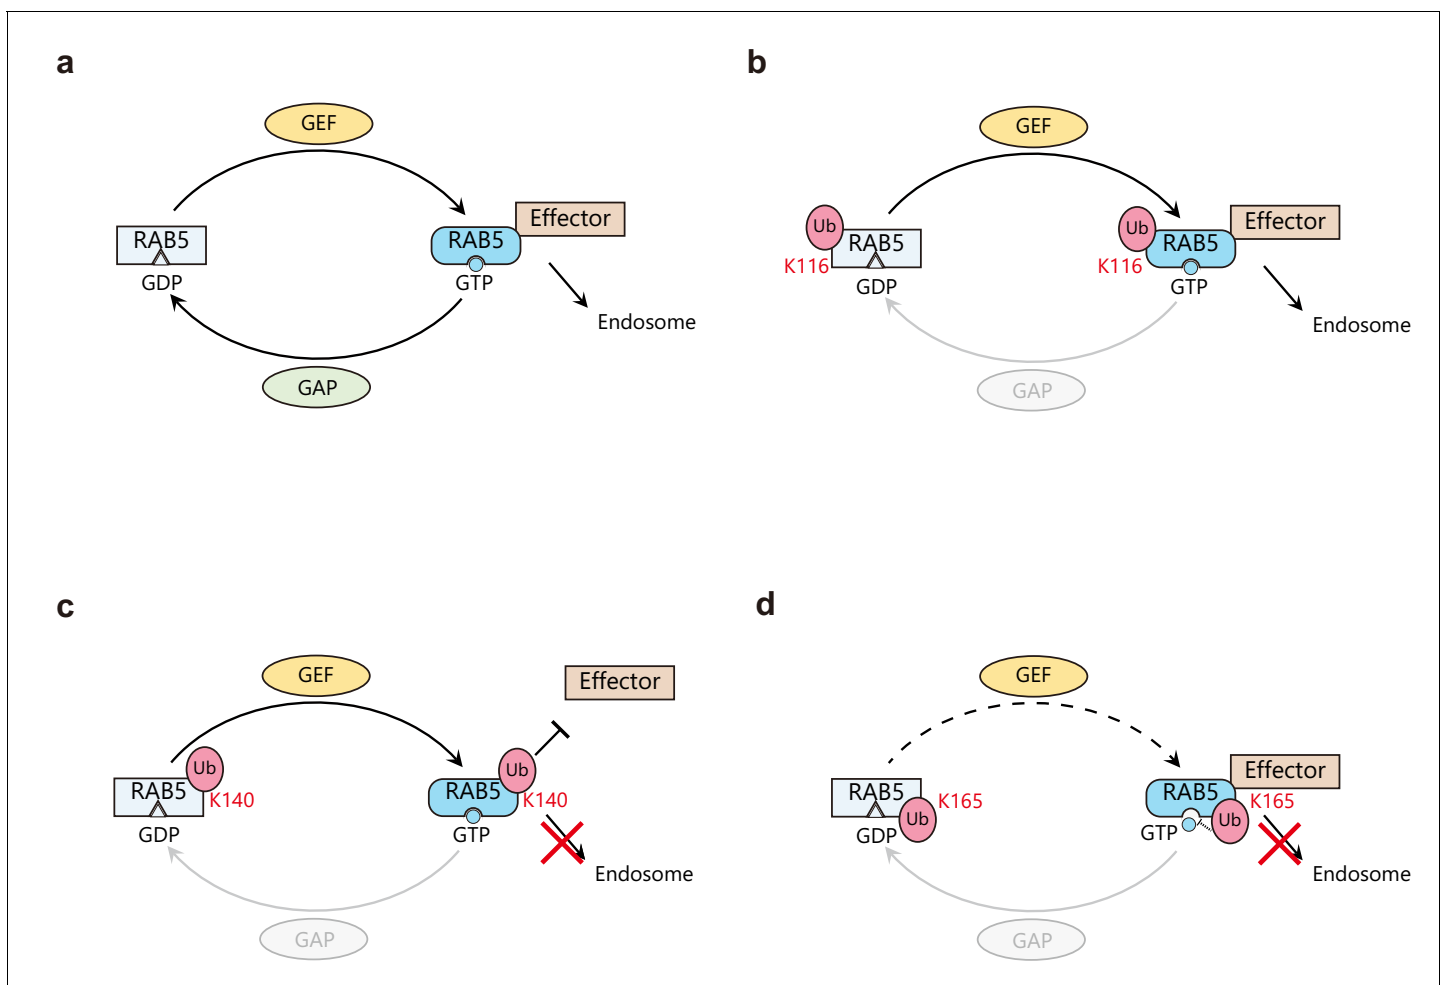 a
GEF
RAB5
GDP
RAB5
GTP
Effector
Endosome
GAP
b
GEF
Ub
K116
RAB5
GDP
Ub
K116
RAB5
GTP
Effector
Endosome
GAP
c
GEF
Effector
RAB5
Ub
K140
GDP
RAB5
Ub
K140
GTP
Endosome
GAP
d
GEF
RAB5
K165
Ub
GDP
Effector
RAB5
K165
Ub
GTP
Endosome
GAP